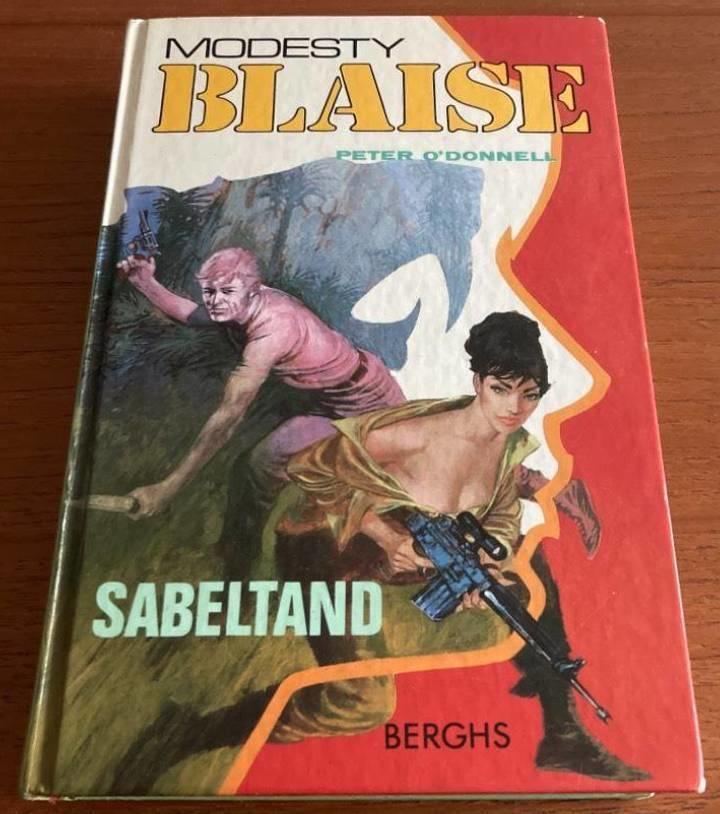 MODESTY
BLAISE
PETER O'DONNELL
SABELTAND
BERGHS